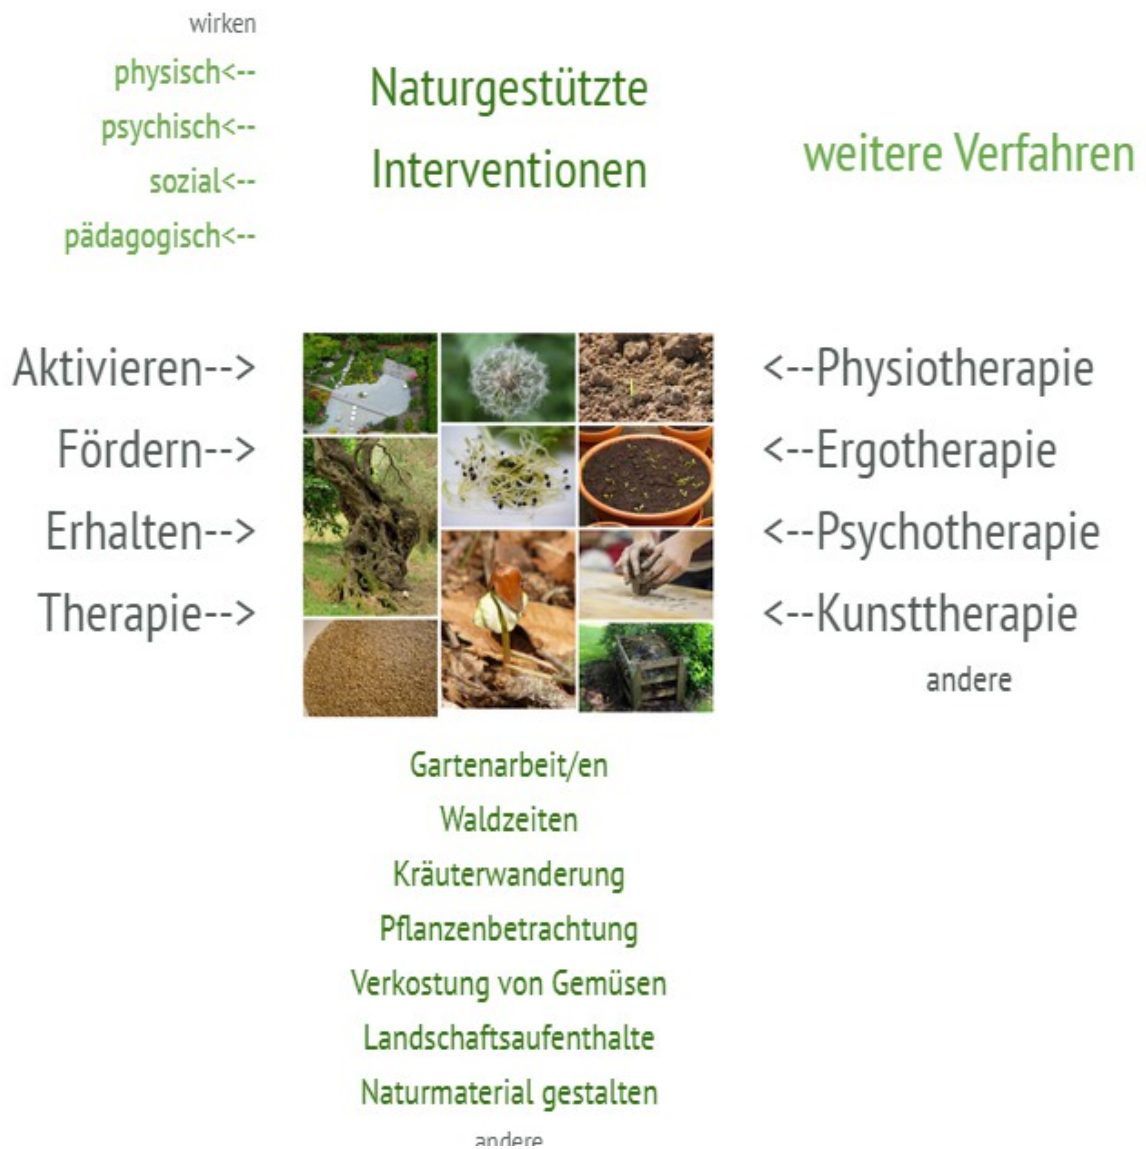 wirken
physisch<--
psychisch<--
sozial<--
pädagogisch<--
Naturgestützte
Interventionen
weitere Verfahren
Aktivieren-->
Fördern-->
Erhalten-->
Therapie-->
<--Physiotherapie
<--Ergotherapie
<--Psychotherapie
<--Kunsttherapie
andere
Gartenarbeit/en
Waldzeiten
Kräuterwanderung
Pflanzenbetrachtung
Verkostung von Gemüsen
Landschaftsaufenthalte
Naturmaterial gestalten
andere